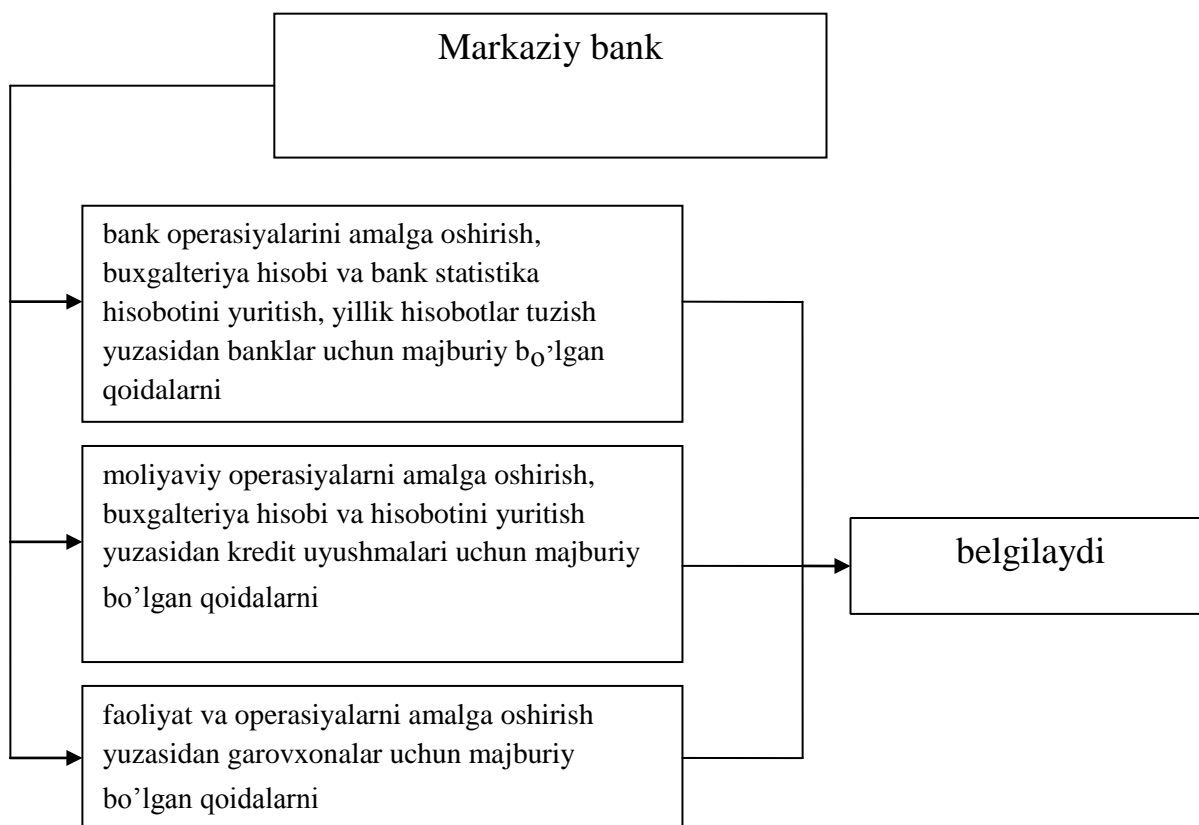 Markaziy bank
bank operasiyalarini amalga oshirish,
buxgalteriya hisobi va bank statistika
hisobotini yuritish, yillik hisobotlar tuzish
yuzasidan banklar uchun majburiy bo’lgan
qoidalarni
moliyaviy operasiyalarni amalga oshirish,
buxgalteriya hisobi va hisobotini yuritish
yuzasidan kredit uyushmalari uchun majburiy
bo’lgan qoidalarni
belgilaydi
faoliyat va operasiyalarni amalga oshirish
yuzasidan garovxonalar uchun majburiy
bo’lgan qoidalarni